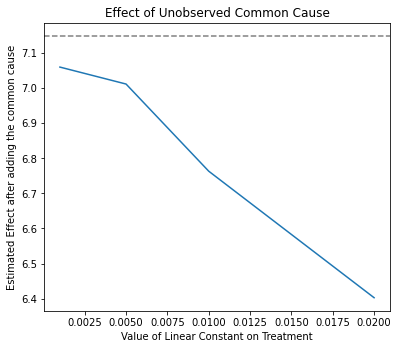 Effect of Unobserved Common Cause
Estimated Effect after adding the common cause
7.1
7.0
6.9
6.8
6.7
6.6
6.5
6.4
0.0025 0.0050 0.0075 0.0100 0.0125 0.0150 0.0175 0.0200
Value of Linear Constant on Treatment